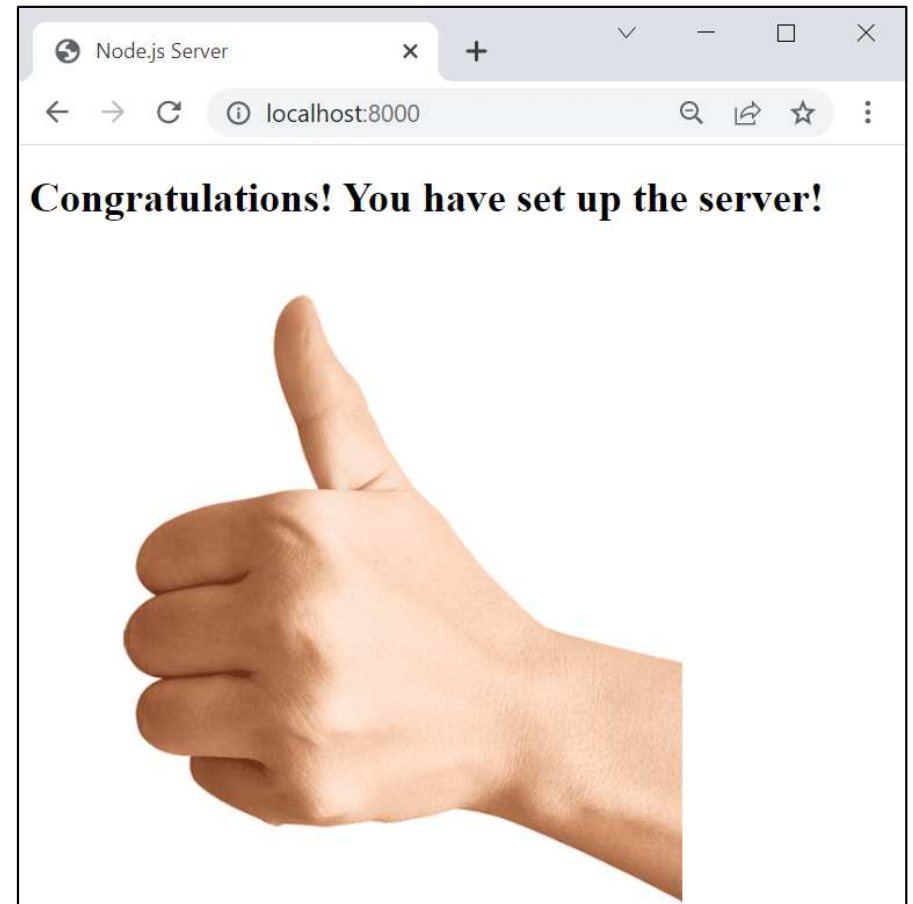 Node.js Server
localhost:8000
Congratulations! You have set up the server!